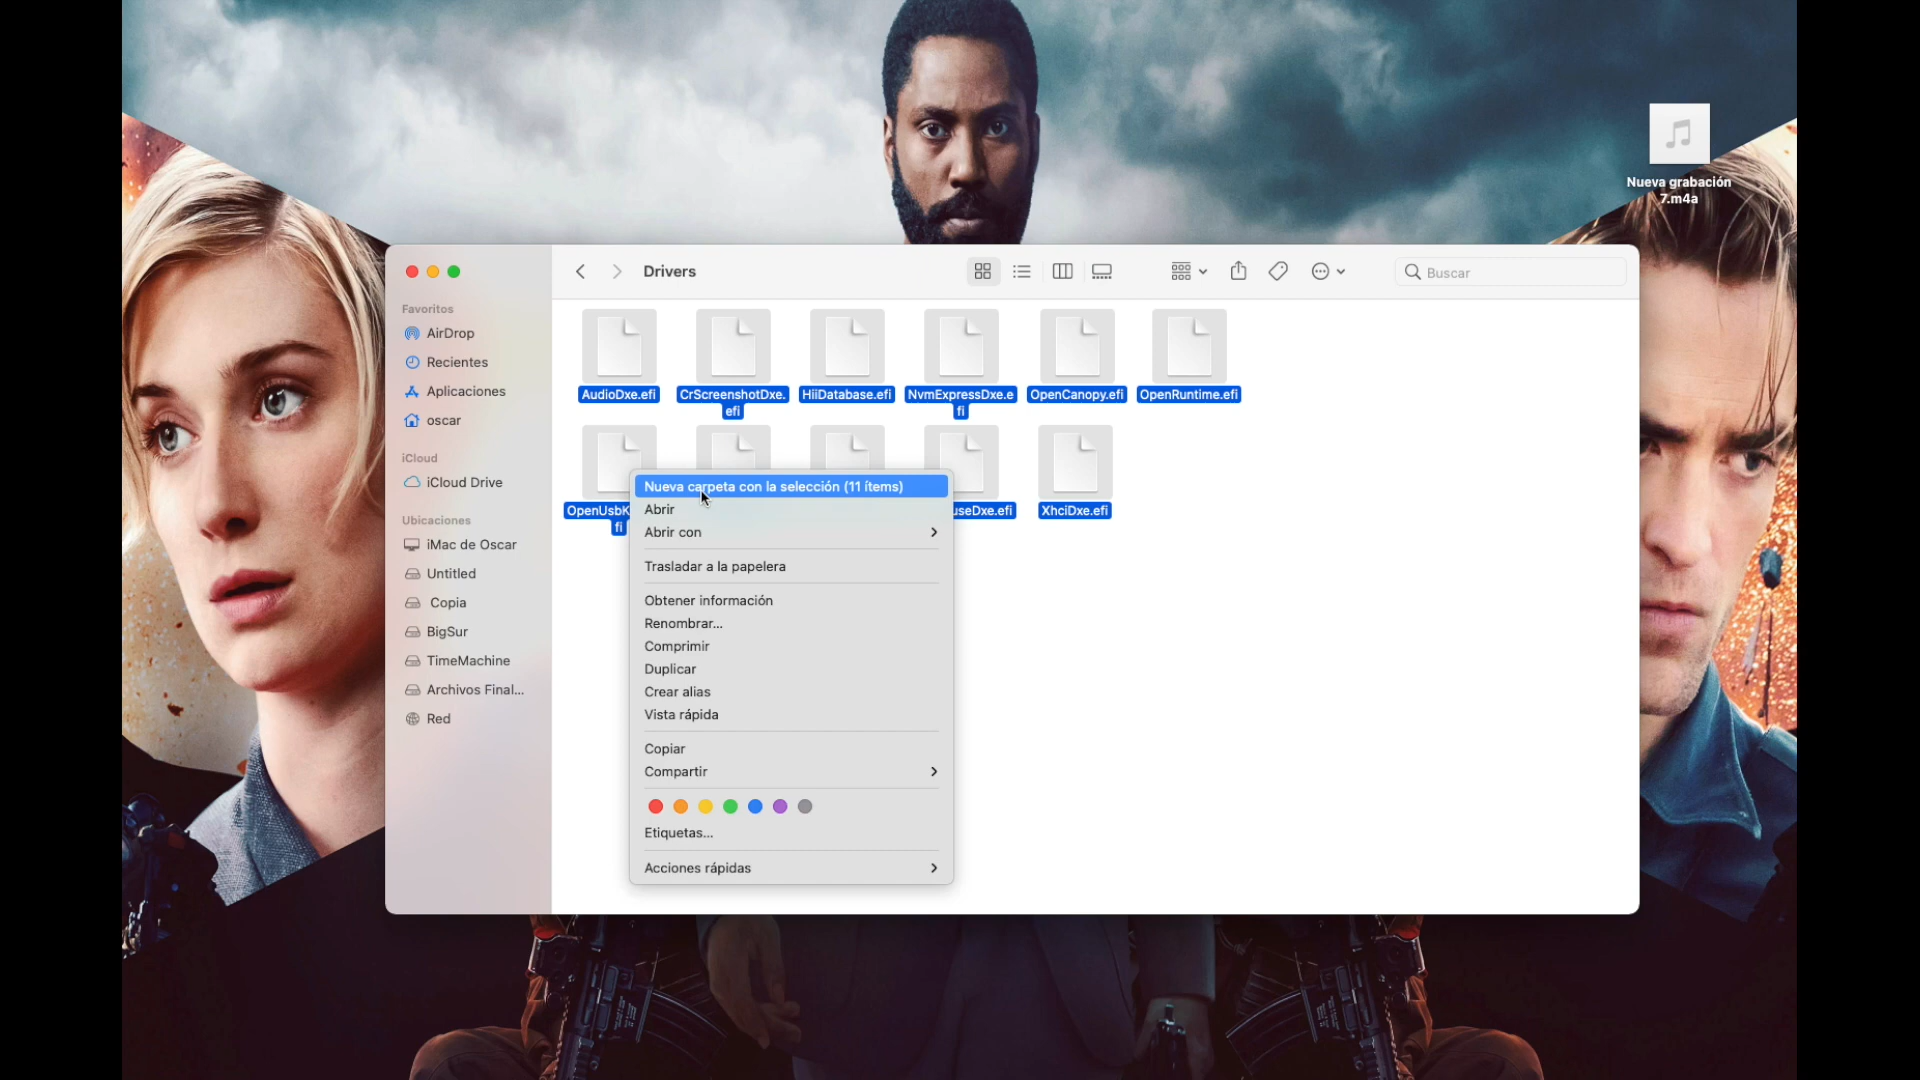 Nueva grabación
7.m4a
Drivers
Buscar
Favoritos
AirDrop
Recientes
Aplicaciones
oscar
iCloud
iCloud Drive
Ubicaciones
iMac de Oscar
Untitled
Copia
BigSur
TimeMachine
Archivos Final...
Red
AudioDxe.efi
CrScreenshotDxe.
efi
HiiDatabase.efi
NvmExpressDxe.e
fi
OpenCanopy.efi
OpenRuntime.efi
OpenUsbK
fi
useDxe.efi
XhciDxe.efi
Nueva carpeta con la selección (11 ítems)
Abrir
Abrir con
Trasladar a la papelera
Obtener información
Renombrar...
Comprimir
Duplicar
Crear alias
Vista rápida
Copiar
Compartir
Etiquetas...
Acciones rápidas